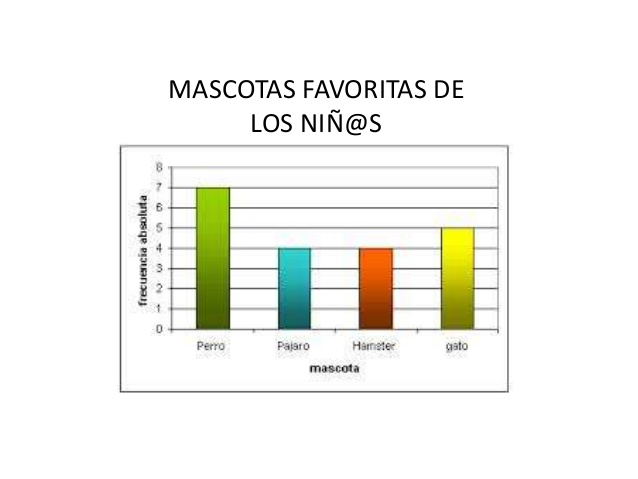 MASCOTAS FAVORITAS DE
LOS NIÑ@S
8
7
6
5
4
3
2
1
0
frecuencia absoluta
Perro Pajaro Hamster gato
mascota